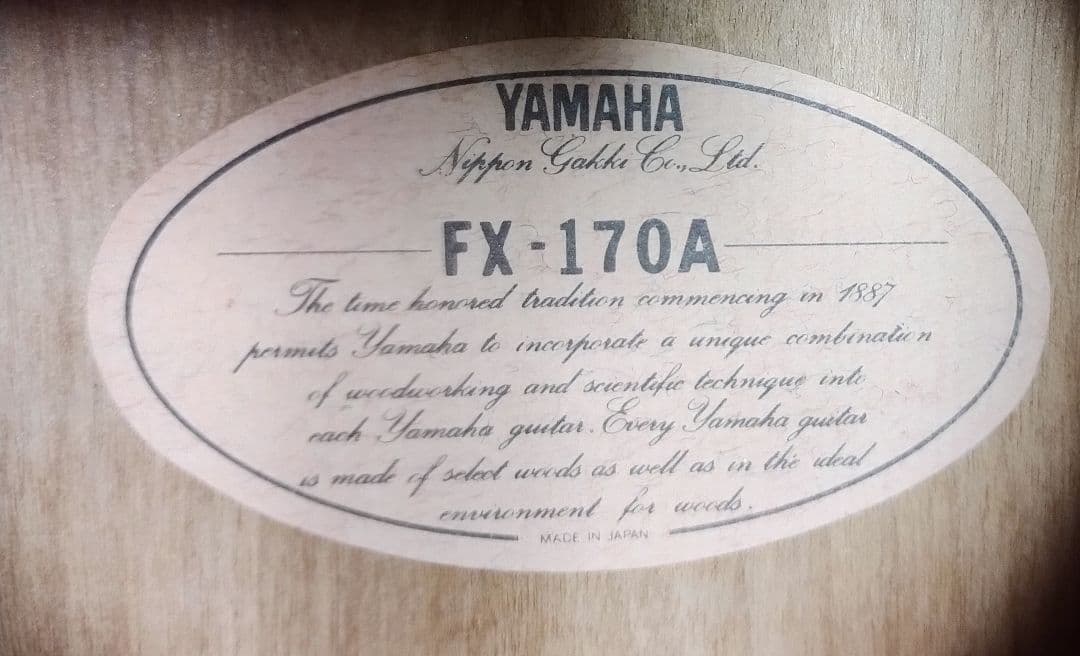 YAMAHA
Nippon Gakki Co., Ltd.
FX-170A
The time honored tradition commencing in 1887
permits Yamaha to incorporate a unique combination
of woodworking and scientific technique into
each Yamaha guitar. Every Yamaha guitar
is made of select woods as well as in the ideal
environment for woods.
MADE IN JAPAN